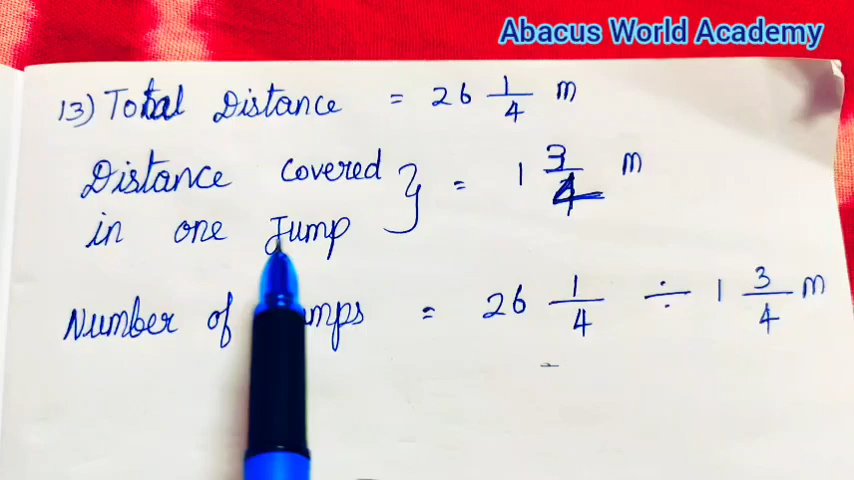 Abacus World Academy
13) Total Distance = 26 1/4 m
Distance covered } = 1 3/4 m
in one Jump
Number of umps = 26 1/4 ÷ 1 3/4 m
=